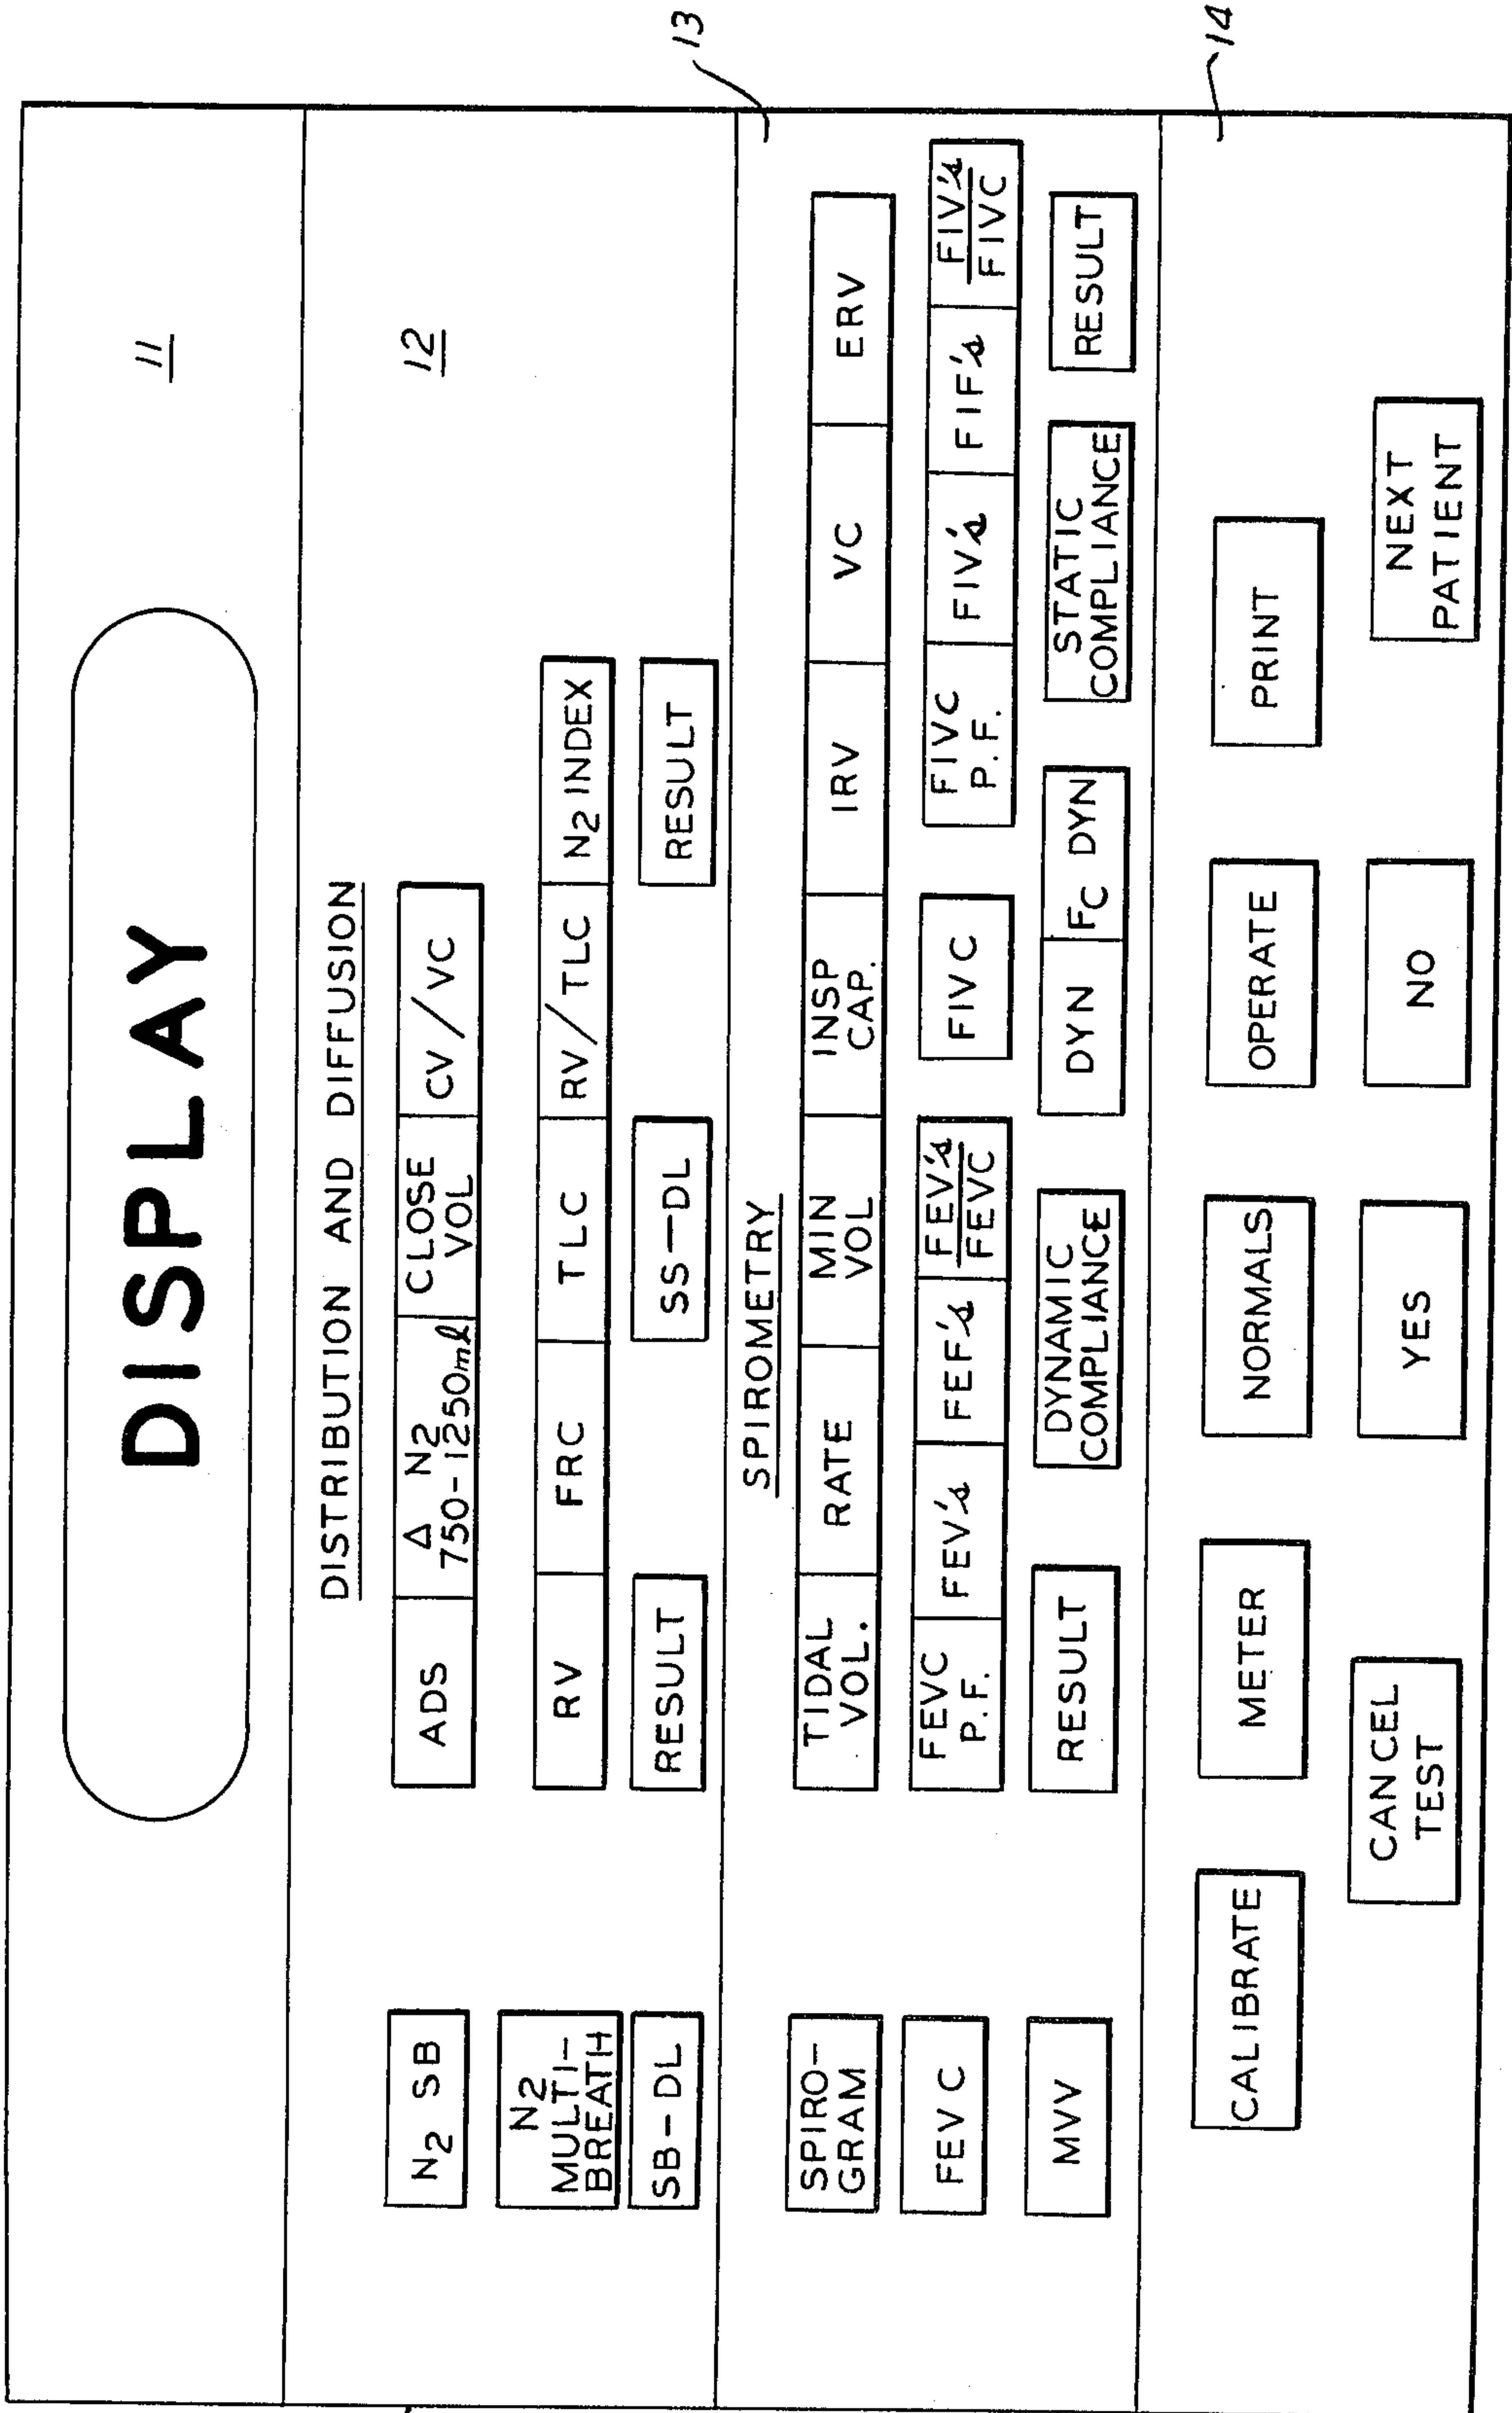 11
DISPLAY
12
DISTRIBUTION AND DIFFUSION
N2 SB
ADS
Δ N2
750-1250ml
CLOSE
VOL
CV/VC
N2
MULTI-
BREATH
RV
FRC
TLC
RV/TLC
N2 INDEX
SB-DL
RESULT
SS-DL
RESULT
13
SPIROMETRY
SPIRO-
GRAM
TIDAL
VOL.
RATE
MIN
VOL
INSP
CAP.
IRV
VC
ERV
FEVC
FEVC
P.F.
FEV's
FEF's
FEV's
FEVC
FIVC
FIVC
P.F.
FIV's
FIF's
FIV's
FIVC
MVV
RESULT
DYNAMIC
COMPLIANCE
DYN
FC DYN
STATIC
COMPLIANCE
RESULT
14
CALIBRATE
METER
NORMALS
OPERATE
PRINT
CANCEL
TEST
YES
NO
NEXT
PATIENT